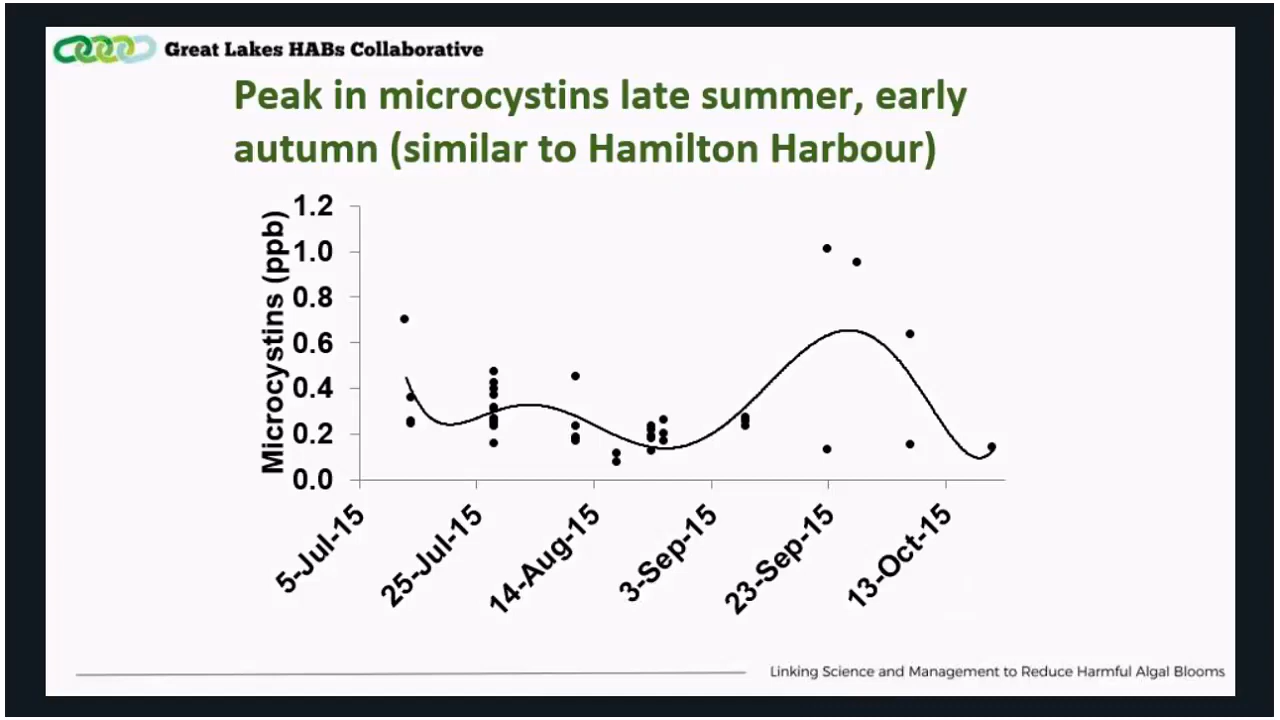 Great Lakes HABs Collaborative
Peak in microcystins late summer, early
autumn (similar to Hamilton Harbour)
Microcystins (ppb)
1.2
1.0
0.8
0.6
0.4
0.2
0.0
5-Jul-15
25-Jul-15
14-Aug-15
3-Sep-15
23-Sep-15
13-Oct-15
Linking Science and Management to Reduce Harmful Algal Blooms